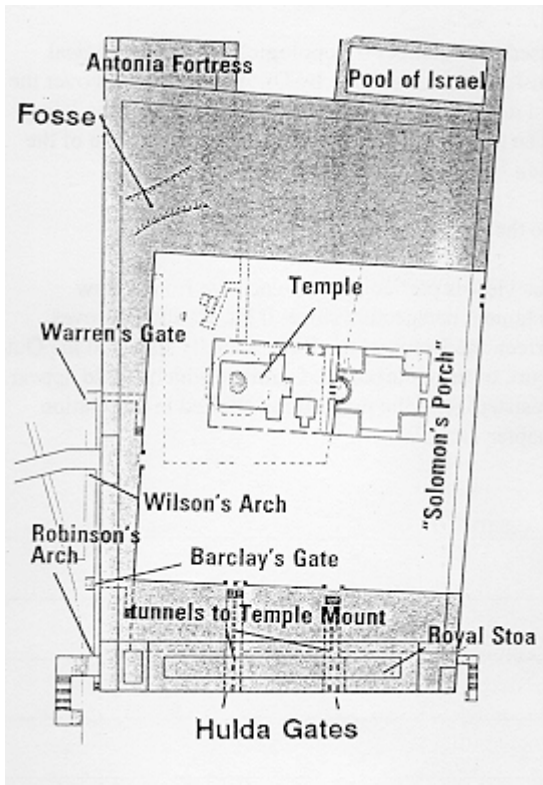 Antonia Fortress
Pool of Israel
Fosse
Temple
Warren's Gate
"Solomon's Porch"
Wilson's Arch
Robinson's
Arch
Barclay's Gate
tunnels to Temple Mount
Royal Stoa
Hulda Gates